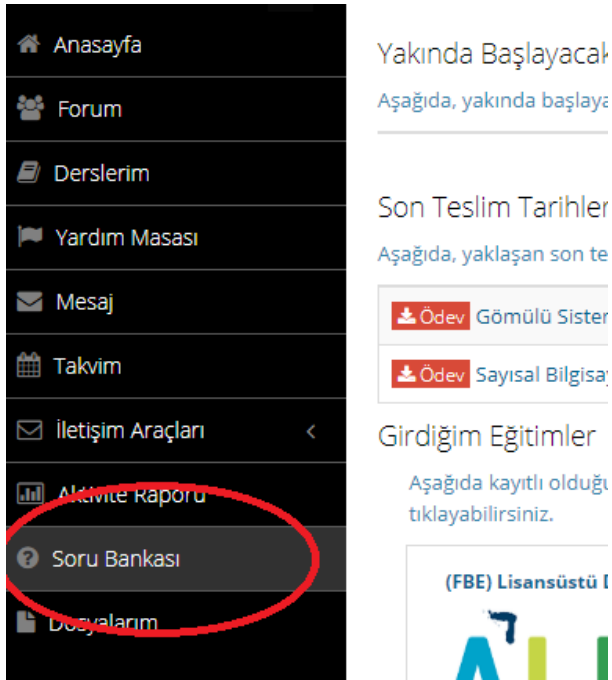 Anasayfa
Forum
Derslerim
Yardım Masası
Mesaj
Takvim
İletişim Araçları
Aktivite Raporu
Soru Bankası
Dosyalarım
Yakında Başlayacak
Aşağıda, yakında başlaya
Son Teslim Tarihler
Aşağıda, yaklaşan son te
Ödev Gömülü Sister
Ödev Sayısal Bilgisay
Girdiğim Eğitimler
Aşağıda kayıtlı olduğu
tıklayabilirsiniz.
(FBE) Lisansüstü D